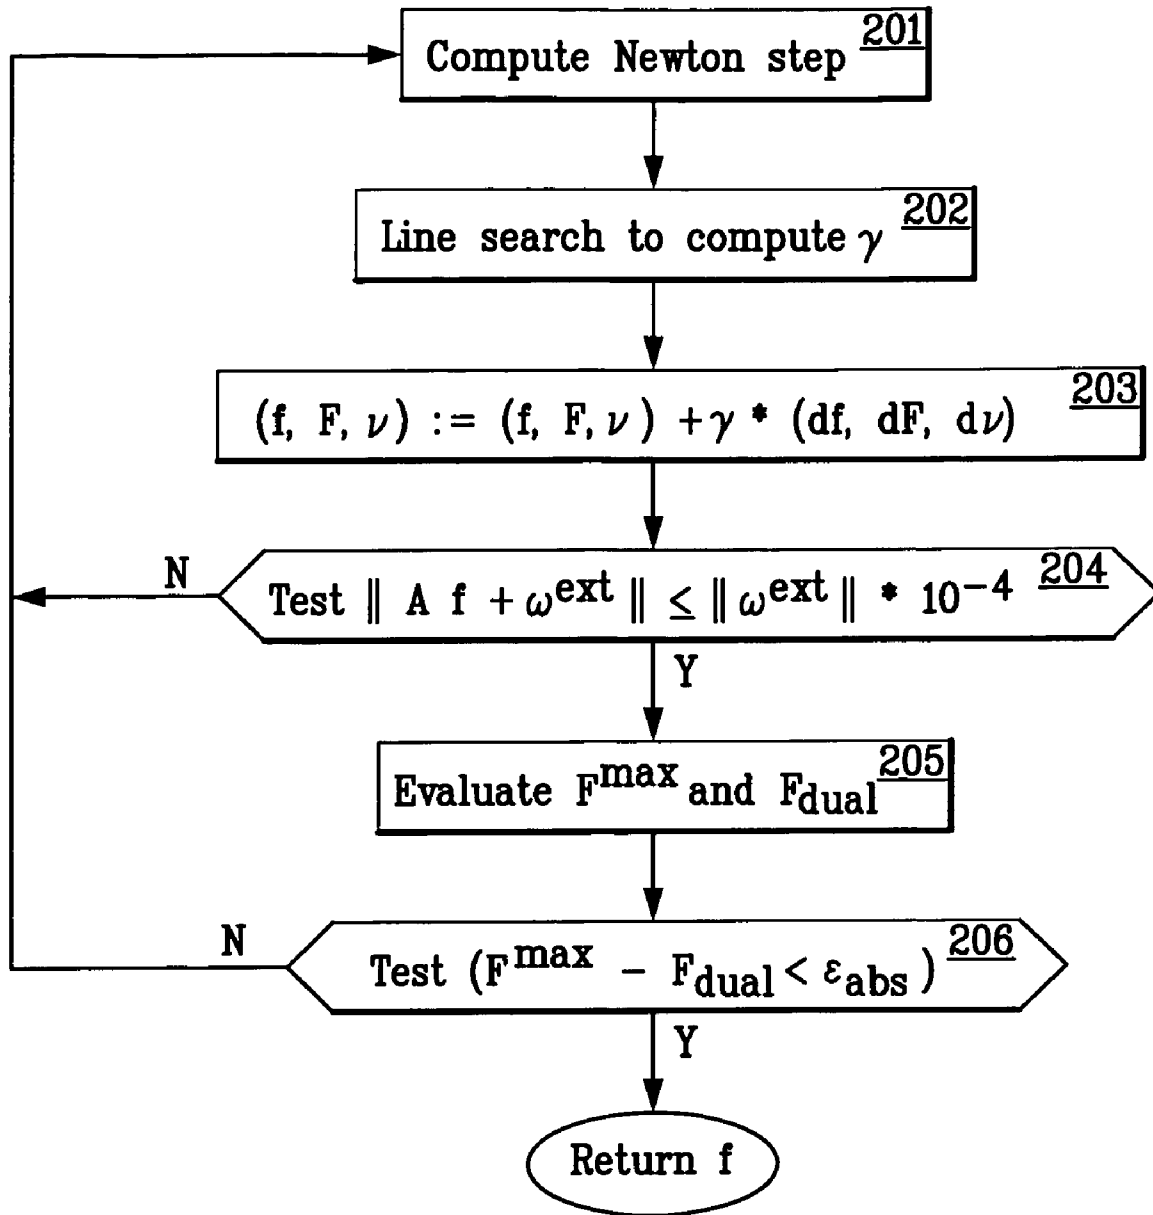 Compute Newton step 201
Line search to compute γ 202
(f, F, ν) := (f, F, ν) + γ * (df, dF, dν) 203
N
Test ‖ A f + ω^ext ‖ ≤ ‖ ω^ext ‖ * 10^−4 204
Y
Evaluate F^max and F_dual 205
N
Test (F^max − F_dual < ε_abs) 206
Y
Return f